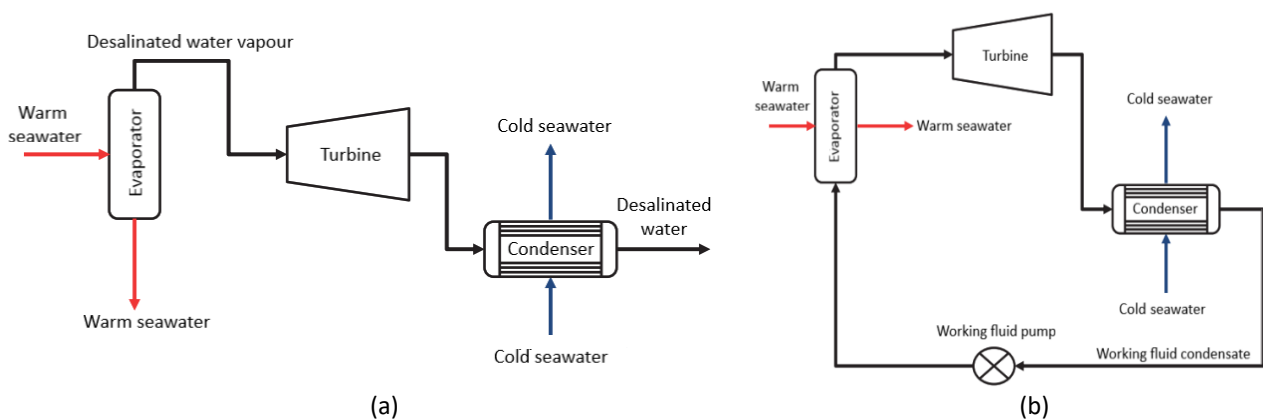 Desalinated water vapour
Warm
seawater
Evaporator
Turbine
Cold seawater
Desalinated
water
Condenser
Warm seawater
Cold seawater
(a)
Turbine
Warm
seawater
Evaporator
Warm seawater
Cold seawater
Condenser
Cold seawater
Working fluid pump
Working fluid condensate
(b)